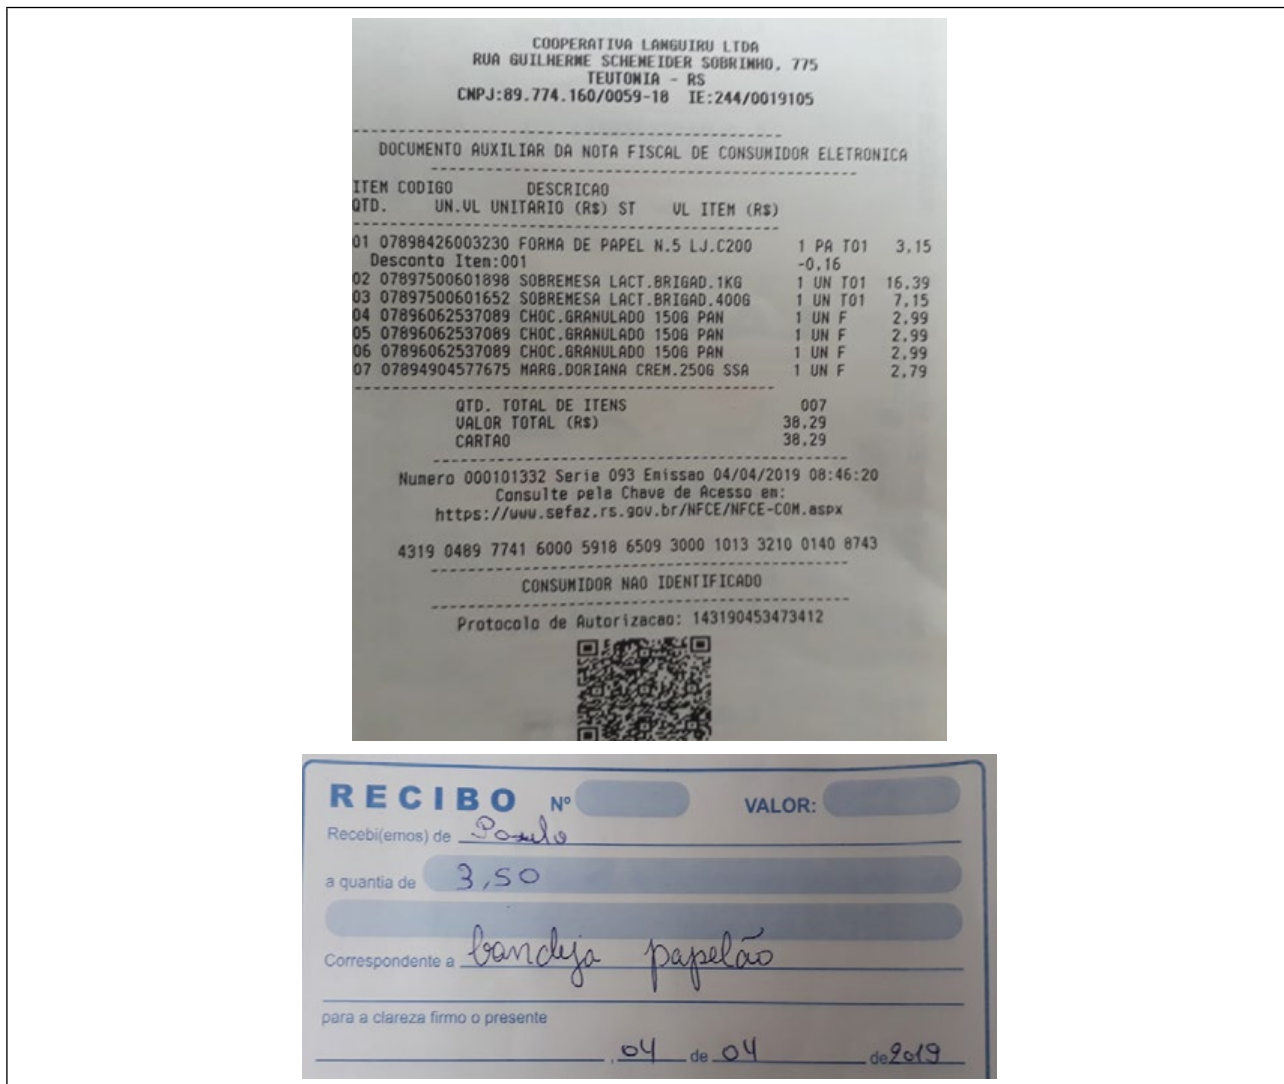 COOPERATIVA LANGUIRU LTDA
RUA GUILHERME SCHENEIDER SOBRINHO, 775
TEUTONIA - RS
CNPJ:89.774.160/0059-18 IE:244/0019105
DOCUMENTO AUXILIAR DA NOTA FISCAL DE CONSUMIDOR ELETRONICA
ITEM CODIGO DESCRICAO
QTD. UN.VL UNITARIO (R$) ST VL ITEM (R$)
01 07898426003230 FORMA DE PAPEL N.5 LJ.C200 1 PA T01 3,15
Desconto Item:001 -0,16
02 07897500601898 SOBREMESA LACT.BRIGAD.1KG 1 UN T01 16,39
03 07897500601652 SOBREMESA LACT.BRIGAD.400G 1 UN T01 7,15
04 07896062537089 CHOC.GRANULADO 150G PAN 1 UN F 2,99
05 07896062537089 CHOC.GRANULADO 150G PAN 1 UN F 2,99
06 07896062537089 CHOC.GRANULADO 150G PAN 1 UN F 2,99
07 07894904577675 MARG.DORIANA CREM.250G SSA 1 UN F 2,79
QTD. TOTAL DE ITENS 007
VALOR TOTAL (R$) 38,29
CARTAO 38,29
Numero 000101332 Serie 093 Emissao 04/04/2019 08:46:20
Consulte pela Chave de Acesso em:
https://www.sefaz.rs.gov.br/NFCE/NFCE-COM.aspx
4319 0489 7741 6000 5918 6509 3000 1013 3210 0140 8743
CONSUMIDOR NAO IDENTIFICADO
Protocolo de Autorizacao: 143190453473412
RECIBO Nº VALOR:
Recebi(emos) de Paulo
a quantia de 3,50
Correspondente a bandeja papelão
para a clareza firmo o presente
, 04 de 04 de 2019